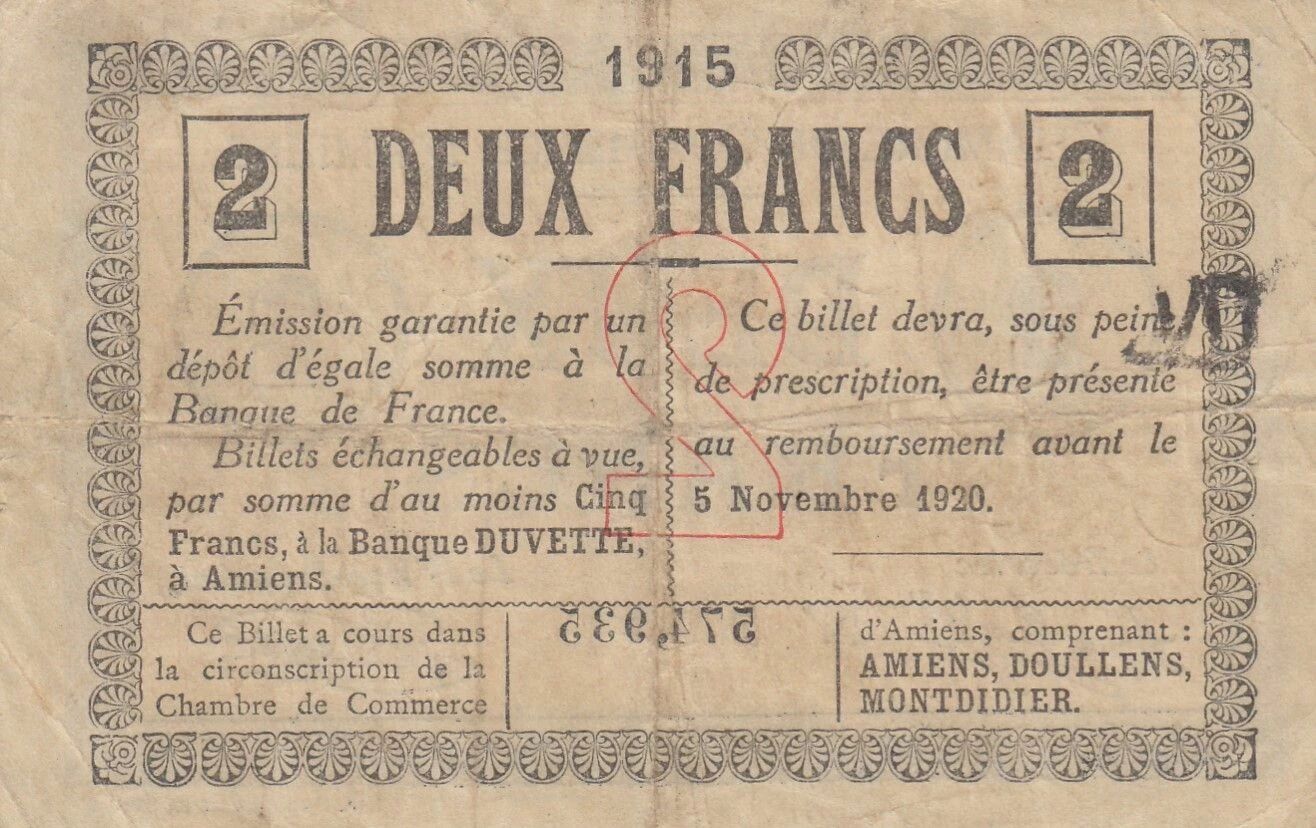 1915
2 DEUX FRANCS 2
2
Émission garantie par un
dépôt d'égale somme à la
Banque de France.
Billets échangeables à vue,
par somme d'au moins Cinq
Francs, à la Banque DUVETTE,
à Amiens.
Ce billet devra, sous peine
de prescription, être présenté
au remboursement avant le
5 Novembre 1920.
Ce Billet a cours dans
la circonscription de la
Chambre de Commerce
574,935
d'Amiens, comprenant :
AMIENS, DOULLENS,
MONTDIDIER.